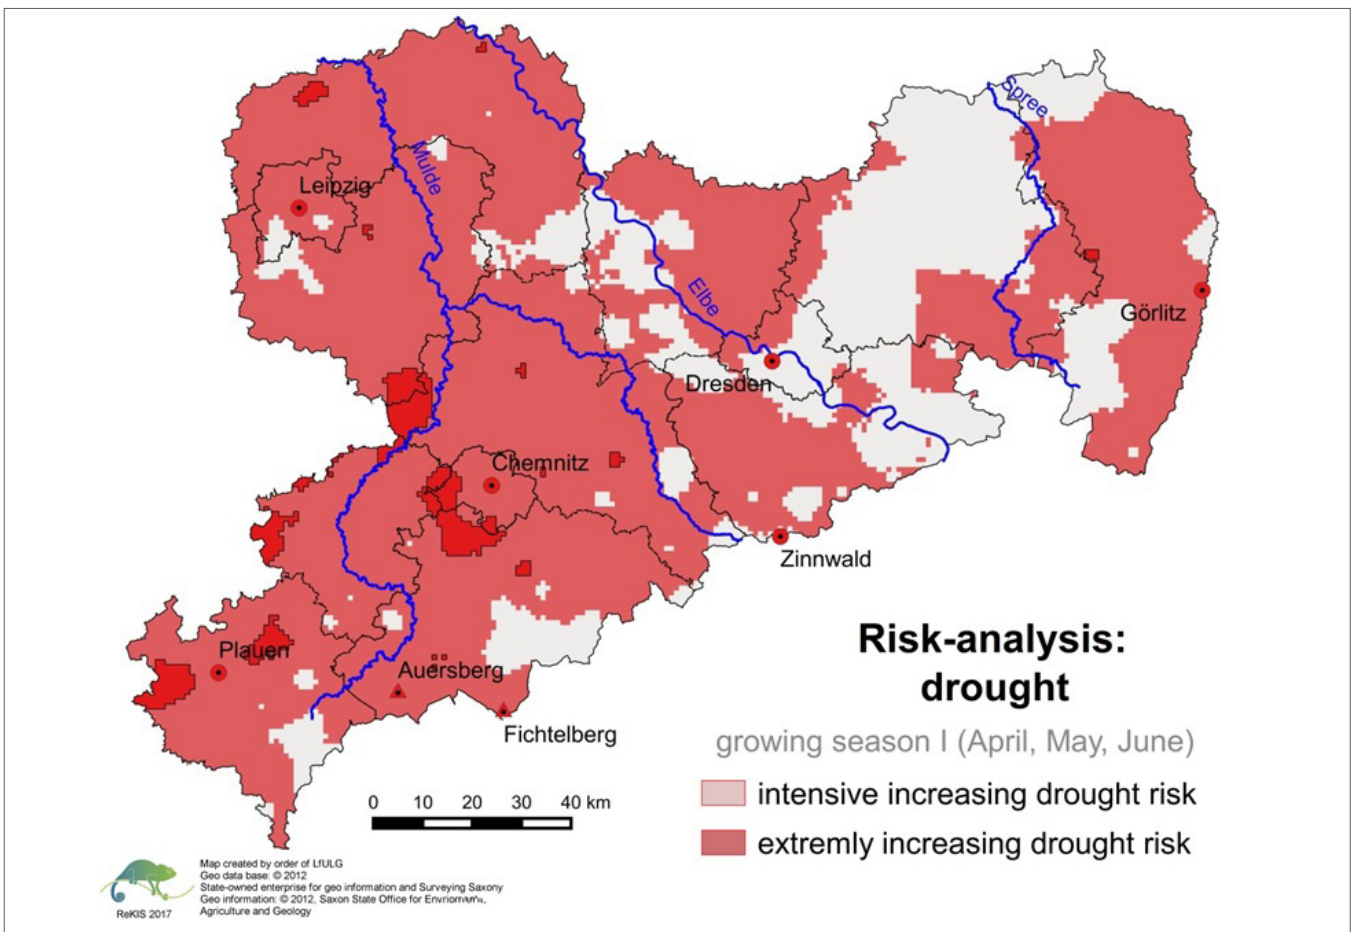 Spree
Mulde
Leipzig
Elbe
Görlitz
Dresden
Chemnitz
Zinnwald
Plauen
Auersberg
Fichtelberg
Risk-analysis:
drought
growing season I (April, May, June)
0 10 20 30 40 km
intensive increasing drought risk
extremly increasing drought risk
Map created by order of LfULG
Geo data base: © 2012
State-owned enterprise for geo information and Surveying Saxony
Geo information: © 2012, Saxon State Office for
Agriculture and Geology
ReKIS 2017